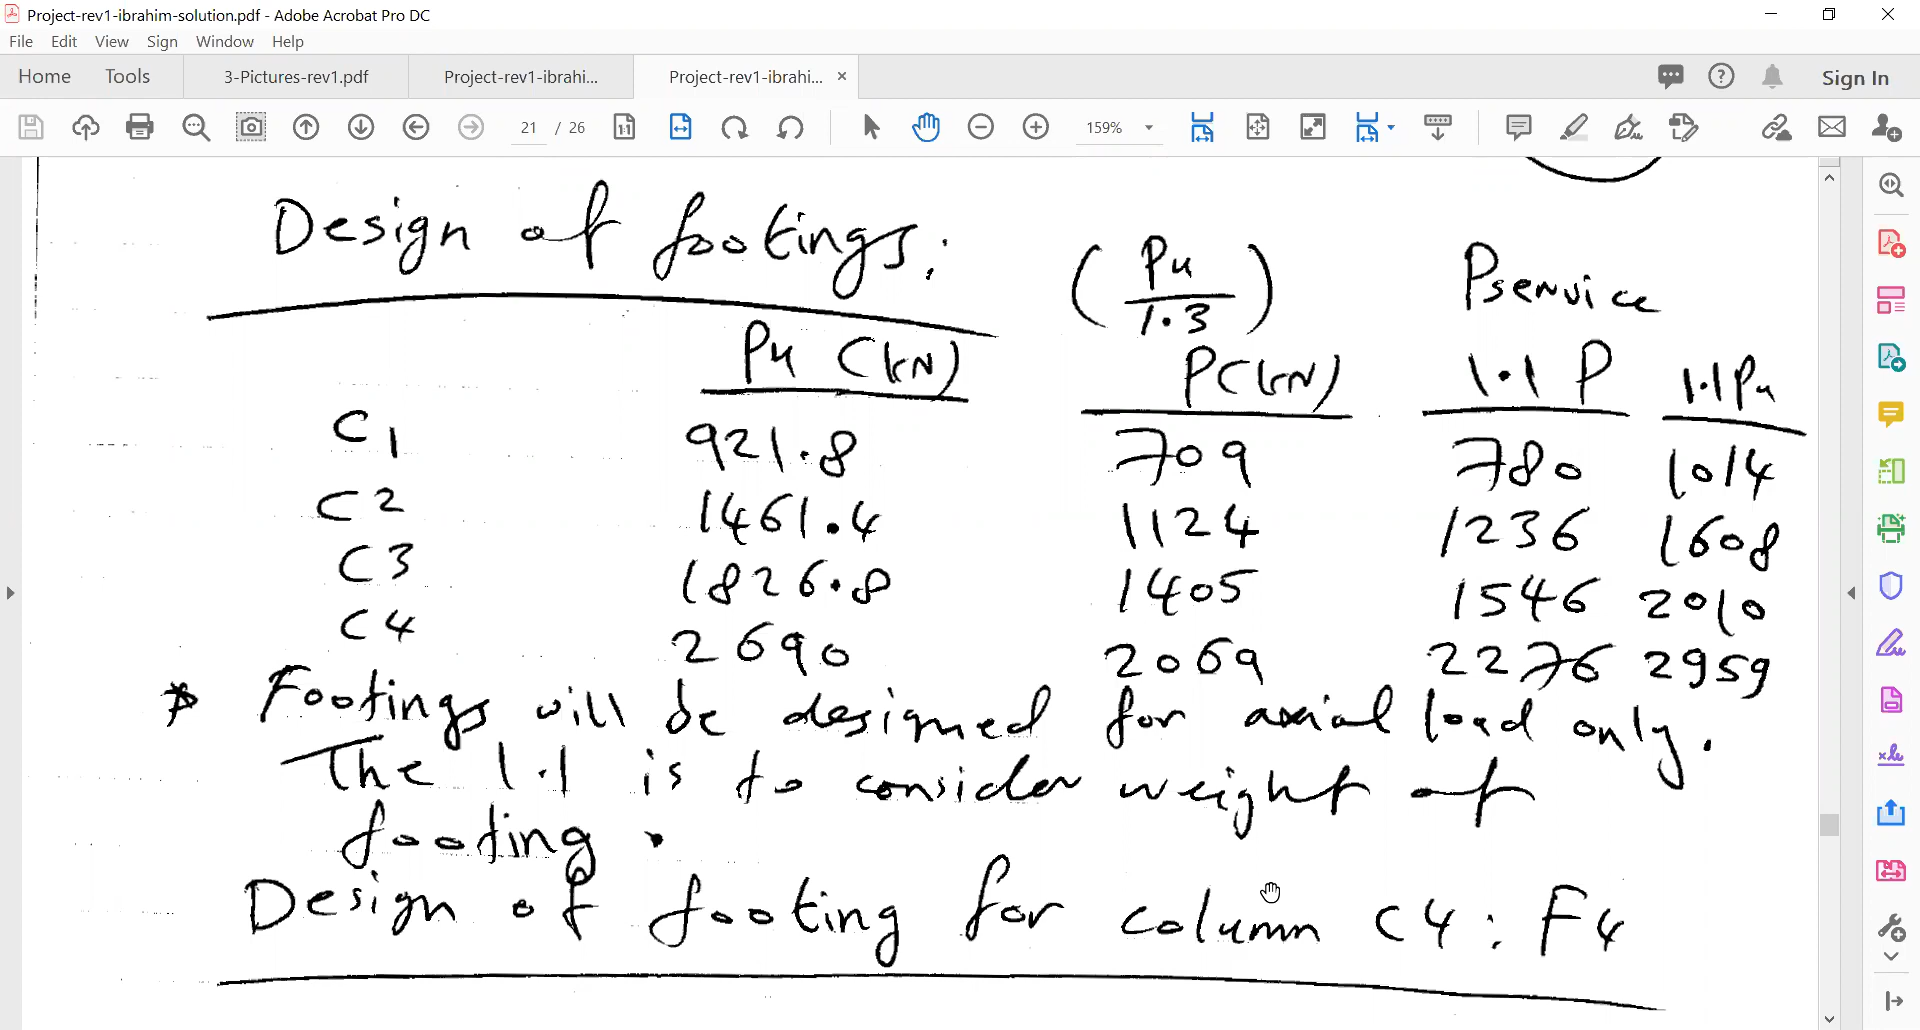 Project-rev1-ibrahim-solution.pdf - Adobe Acrobat Pro DC
File Edit View Sign Window Help
Home Tools 3-Pictures-rev1.pdf Project-rev1-ibrahi... Project-rev1-ibrahi... × Sign In
21 / 26 159%
Design of footings:
(Pu/1.3) Pservice
Pu (kN) P(kN) 1.1 P 1.1Pu
C1 921.8 709 780 1014
C2 1461.4 1124 1236 1608
C3 1826.8 1405 1546 2010
C4 2690 2069 2276 2959
* Footings will be designed for axial load only.
The 1.1 is to consider weight of
footing.
Design of footing for column C4: F4